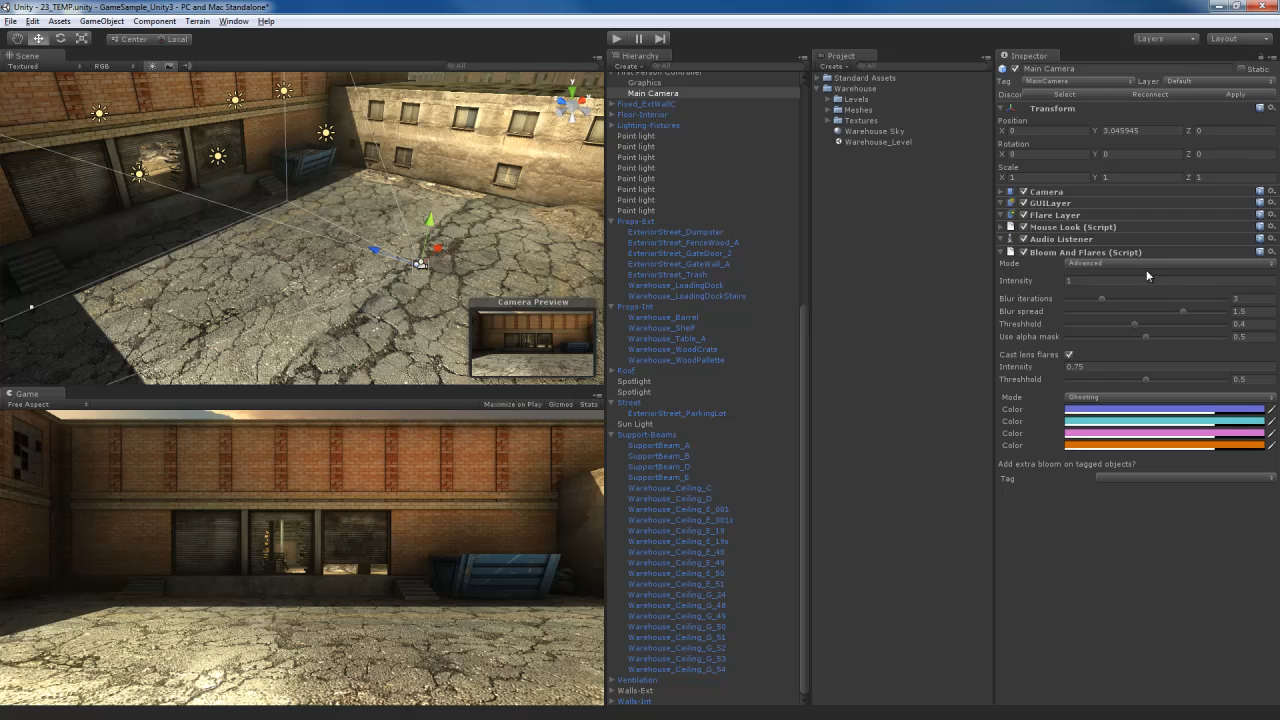 Unity - 23_TEMP.unity - GameSample_Unity3 - PC and Mac Standalone*
File Edit Assets GameObject Component Terrain Window Help
Center Local
Layers Layout
Scene
Textured RGB All
Camera Preview
Game
Free Aspect Maximize on Play Gizmos Stats
Hierarchy
Create All
First Person Controller
Graphics
Main Camera
Fixed_ExtWallC
Floor-Interior
Lighting-Fixtures
Point light
Point light
Point light
Point light
Point light
Point light
Point light
Point light
Props-Ext
ExteriorStreet_Dumpster
ExteriorStreet_FenceWood_A
ExteriorStreet_GateDoor_2
ExteriorStreet_GateWall_A
ExteriorStreet_Trash
Warehouse_LoadingDock
Warehouse_LoadingDockStairs
Props-Int
Warehouse_Barrel
Warehouse_Shelf
Warehouse_Table_A
Warehouse_WoodCrate
Warehouse_WoodPallette
Roof
Spotlight
Spotlight
Street
ExteriorStreet_ParkingLot
Sun Light
Support-Beams
SupportBeam_A
SupportBeam_B
SupportBeam_D
SupportBeam_E
Warehouse_Ceiling_C
Warehouse_Ceiling_D
Warehouse_Ceiling_E_001
Warehouse_Ceiling_E_001s
Warehouse_Ceiling_E_19
Warehouse_Ceiling_E_19s
Warehouse_Ceiling_E_48
Warehouse_Ceiling_E_49
Warehouse_Ceiling_E_50
Warehouse_Ceiling_E_51
Warehouse_Ceiling_G_24
Warehouse_Ceiling_G_48
Warehouse_Ceiling_G_49
Warehouse_Ceiling_G_50
Warehouse_Ceiling_G_51
Warehouse_Ceiling_G_52
Warehouse_Ceiling_G_53
Warehouse_Ceiling_G_54
Ventilation
Walls-Ext
Walls-Int
Project
Create All
Standard Assets
Warehouse
Levels
Meshes
Textures
Warehouse Sky
Warehouse_Level
Inspector
Main Camera Static
Tag MainCamera Layer Default
Discor Select Reconnect Apply
Transform
Position
X 0 Y 3.045945 Z 0
Rotation
X 0 Y 0 Z 0
Scale
X 1 Y 1 Z 1
Camera
GUILayer
Flare Layer
Mouse Look (Script)
Audio Listener
Bloom And Flares (Script)
Mode Advanced
Intensity 1
Blur iterations 3
Blur spread 1.5
Threshhold 0.4
Use alpha mask 0.5
Cast lens flares
Intensity 0.75
Threshhold 0.5
Mode Ghosting
Color
Color
Color
Color
Add extra bloom on tagged objects?
Tag